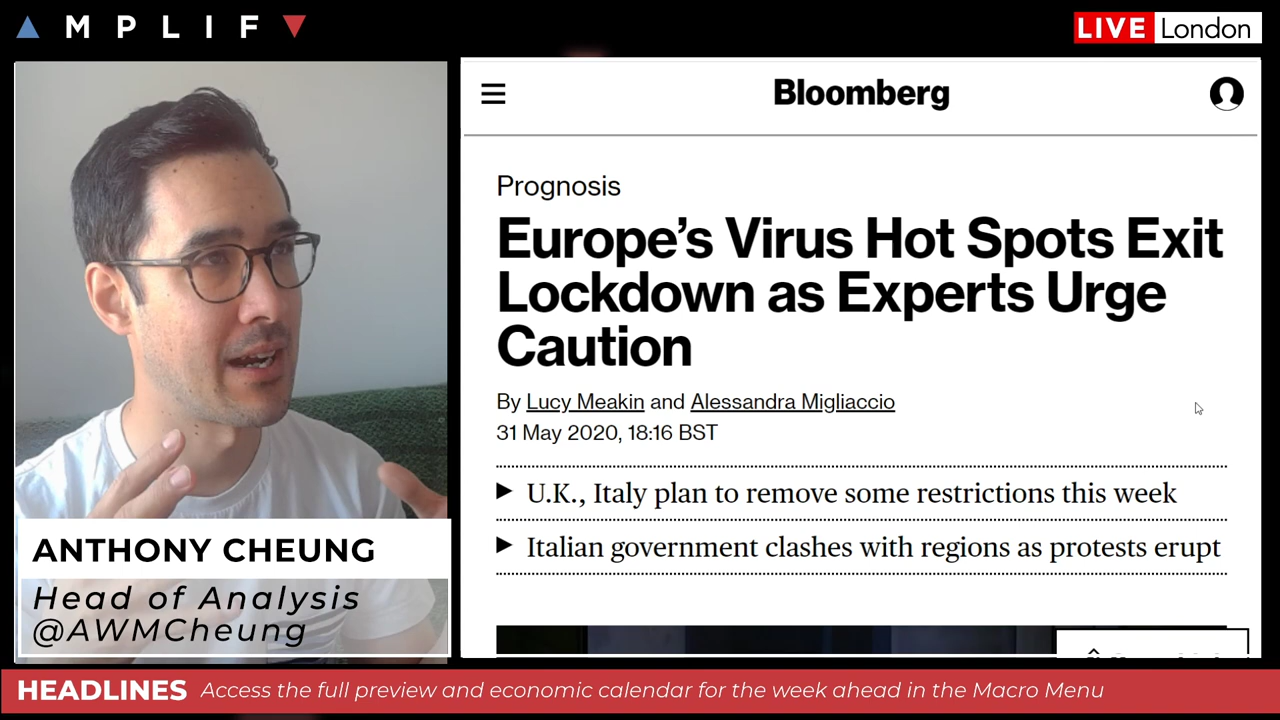 AMPLIFY
LIVE London
Bloomberg
Prognosis
Europe's Virus Hot Spots Exit
Lockdown as Experts Urge
Caution
By Lucy Meakin and Alessandra Migliaccio
31 May 2020, 18:16 BST
U.K., Italy plan to remove some restrictions this week
Italian government clashes with regions as protests erupt
ANTHONY CHEUNG
Head of Analysis
@AWMCheung
HEADLINES Access the full preview and economic calendar for the week ahead in the Macro Menu